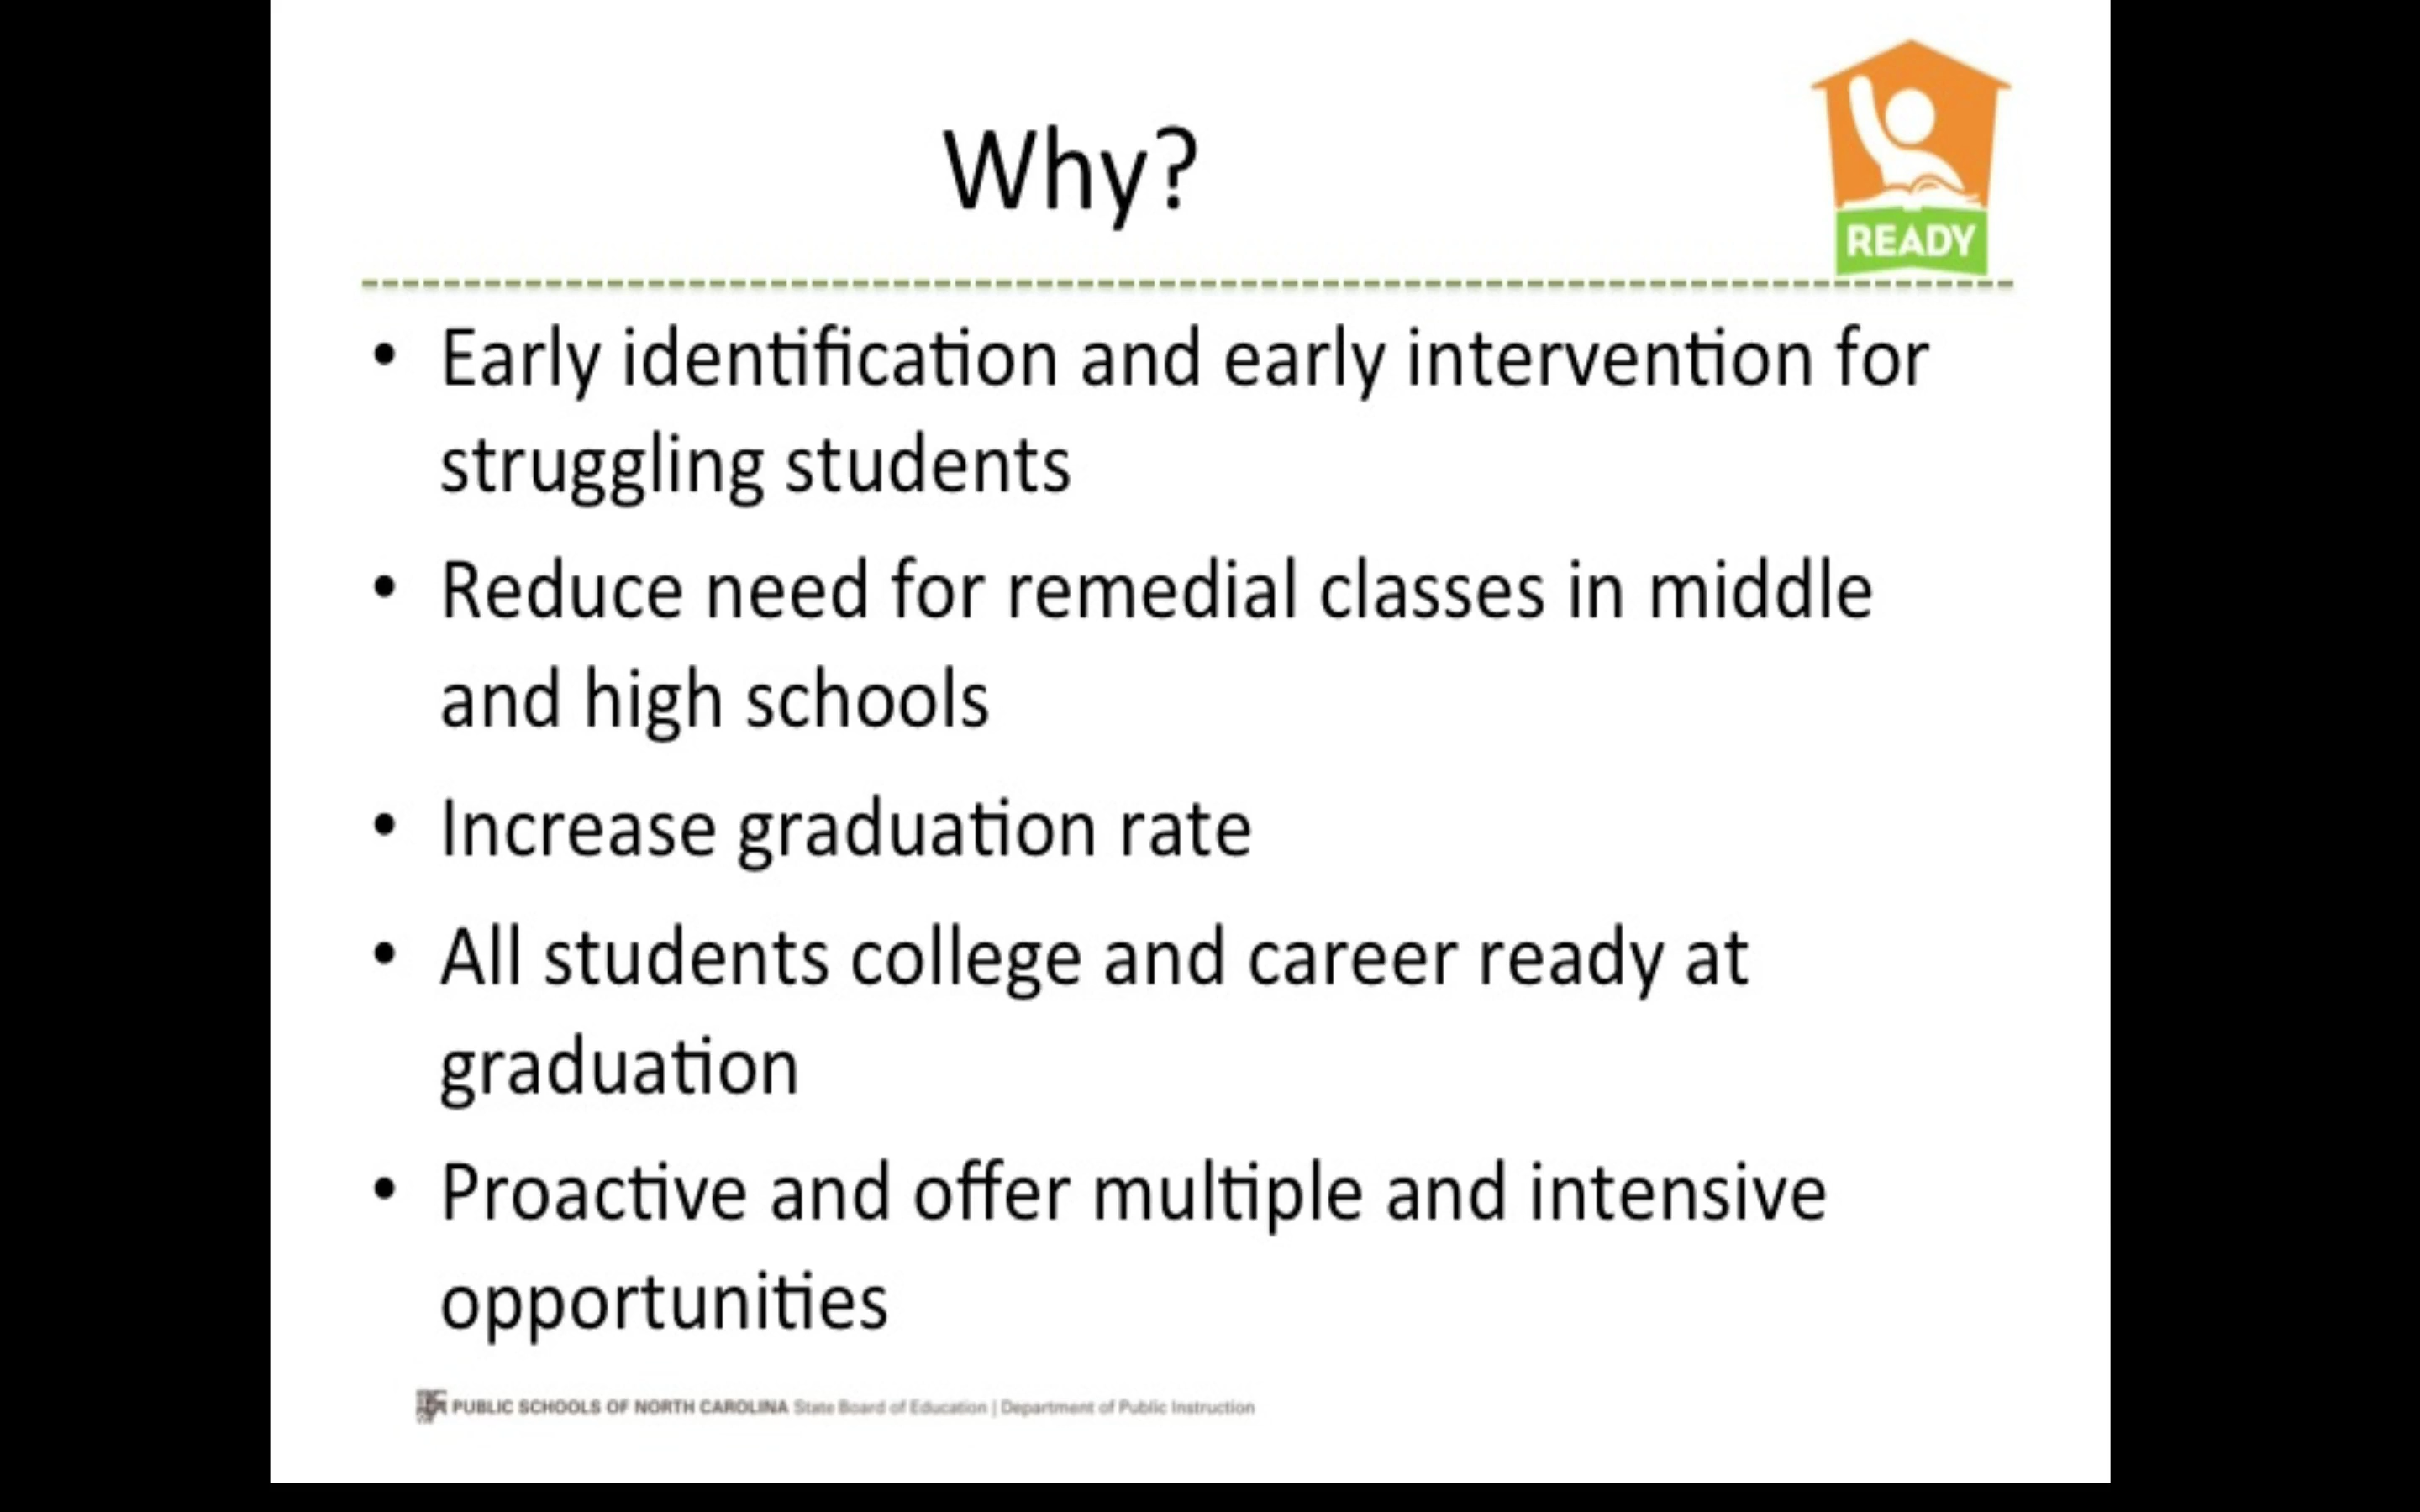 Why?
READY
• Early identification and early intervention for
struggling students
• Reduce need for remedial classes in middle
and high schools
• Increase graduation rate
• All students college and career ready at
graduation
• Proactive and offer multiple and intensive
opportunities
PUBLIC SCHOOLS OF NORTH CAROLINA State Board of Education | Department of Public Instruction